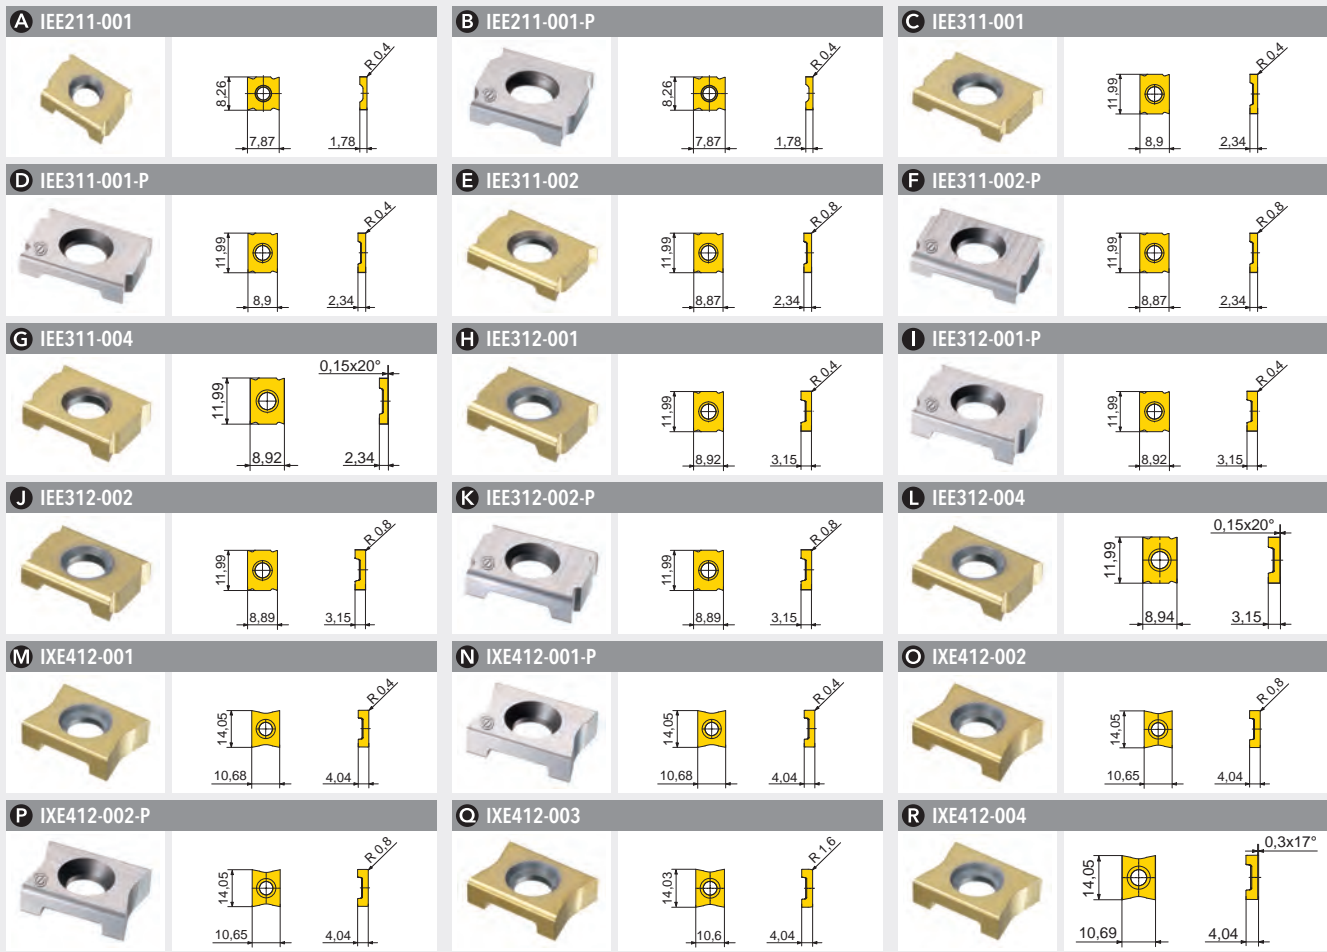 A IEE211-001
8,26
7,87
R 0,4
1,78
B IEE211-001-P
8,26
7,87
R 0,4
1,78
C IEE311-001
11,99
8,9
R 0,4
2,34
D IEE311-001-P
11,99
8,9
R 0,4
2,34
E IEE311-002
11,99
8,87
R 0,8
2,34
F IEE311-002-P
11,99
8,87
R 0,8
2,34
G IEE311-004
11,99
8,92
0,15x20°
2,34
H IEE312-001
11,99
8,92
R 0,4
3,15
I IEE312-001-P
11,99
8,92
R 0,4
3,15
J IEE312-002
11,99
8,89
R 0,8
3,15
K IEE312-002-P
11,99
8,89
R 0,8
3,15
L IEE312-004
11,99
8,94
0,15x20°
3,15
M IXE412-001
14,05
10,68
R 0,4
4,04
N IXE412-001-P
14,05
10,68
R 0,4
4,04
O IXE412-002
14,05
10,65
R 0,8
4,04
P IXE412-002-P
14,05
10,65
R 0,8
4,04
Q IXE412-003
14,03
10,6
R 1,6
4,04
R IXE412-004
14,05
10,69
0,3x17°
4,04